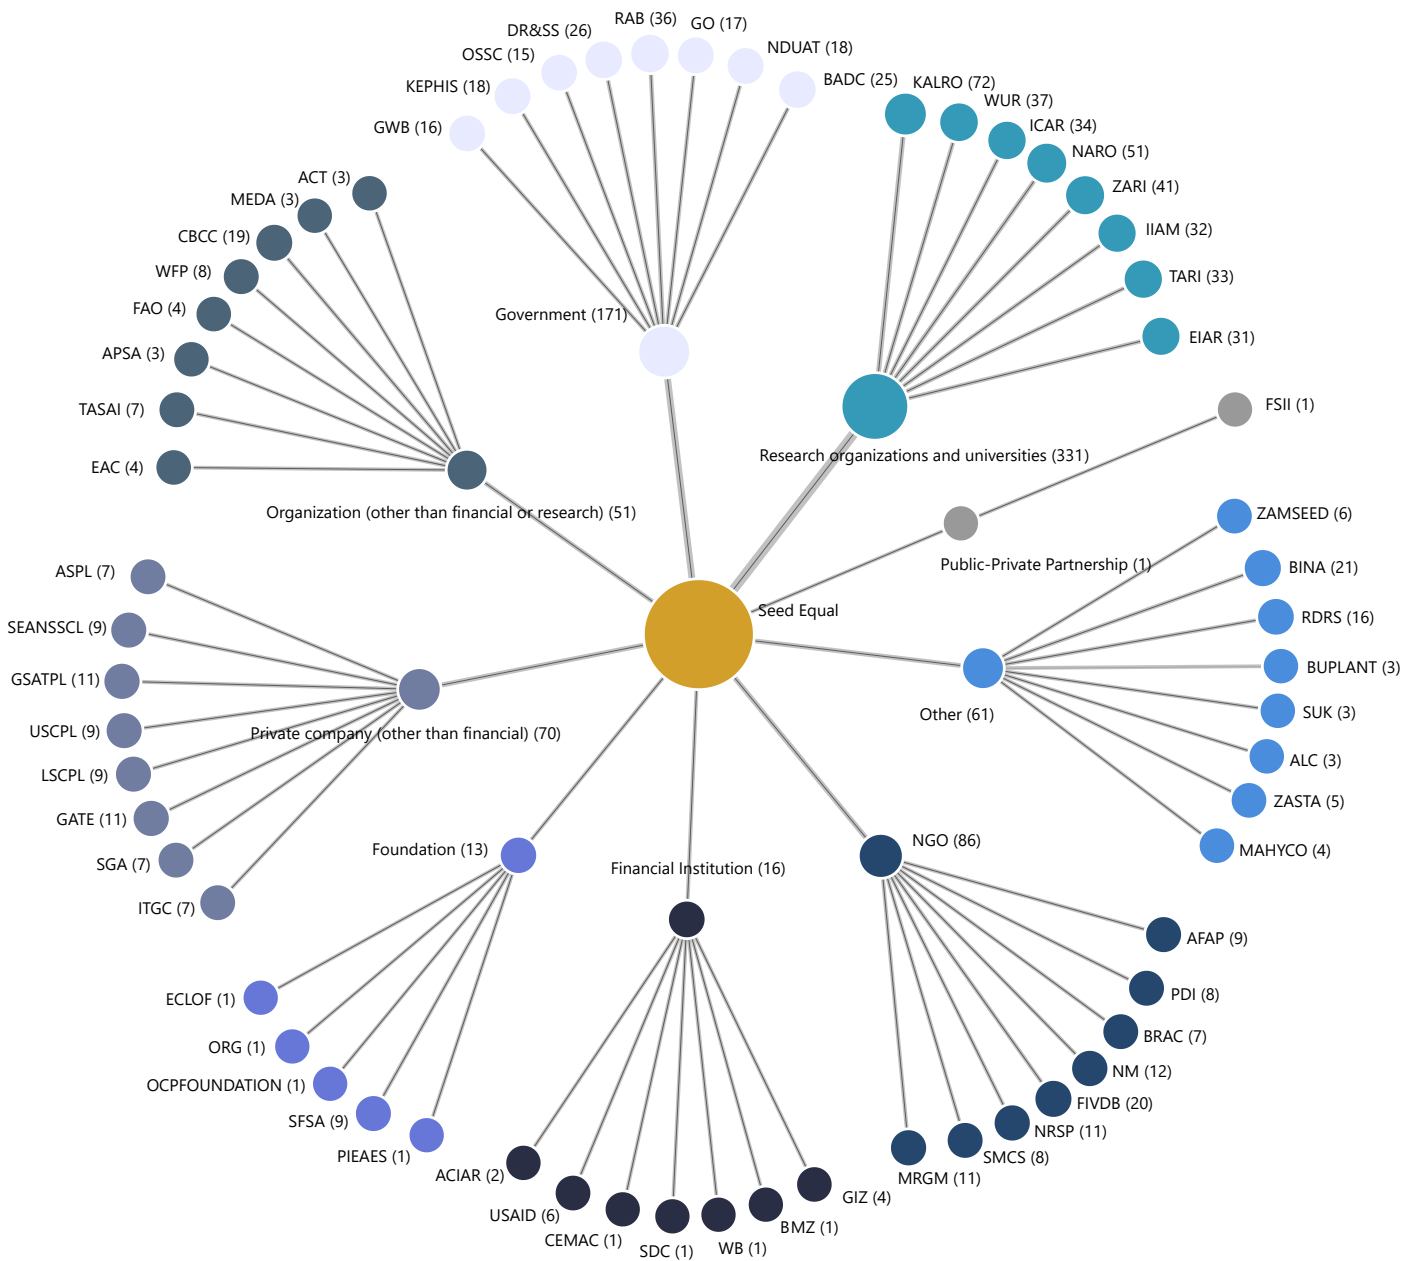 RAB (36)
GO (17)
DR&SS (26)
NDUAT (18)
OSSC (15)
BADC (25)
KALRO (72)
KEPHIS (18)
WUR (37)
GWB (16)
ICAR (34)
NARO (51)
ACT (3)
ZARI (41)
MEDA (3)
IIAM (32)
CBCC (19)
WFP (8)
TARI (33)
FAO (4)
Government (171)
EIAR (31)
APSA (3)
FSII (1)
TASAI (7)
Research organizations and universities (331)
EAC (4)
Organization (other than financial or research) (51)
ZAMSEED (6)
Public-Private Partnership (1)
BINA (21)
ASPL (7)
Seed Equal
RDRS (16)
SEANSSCL (9)
BUPLANT (3)
GSATPL (11)
SUK (3)
Other (61)
USCPL (9)
Private company (other than financial) (70)
ALC (3)
LSCPL (9)
ZASTA (5)
GATE (11)
NGO (86)
Foundation (13)
MAHYCO (4)
SGA (7)
Financial Institution (16)
ITGC (7)
AFAP (9)
PDI (8)
ECLOF (1)
BRAC (7)
ORG (1)
NM (12)
OCPFOUNDATION (1)
FIVDB (20)
SFSA (9)
NRSP (11)
PIEAES (1)
SMCS (8)
ACIAR (2)
MRGM (11)
GIZ (4)
USAID (6)
BMZ (1)
CEMAC (1)
WB (1)
SDC (1)